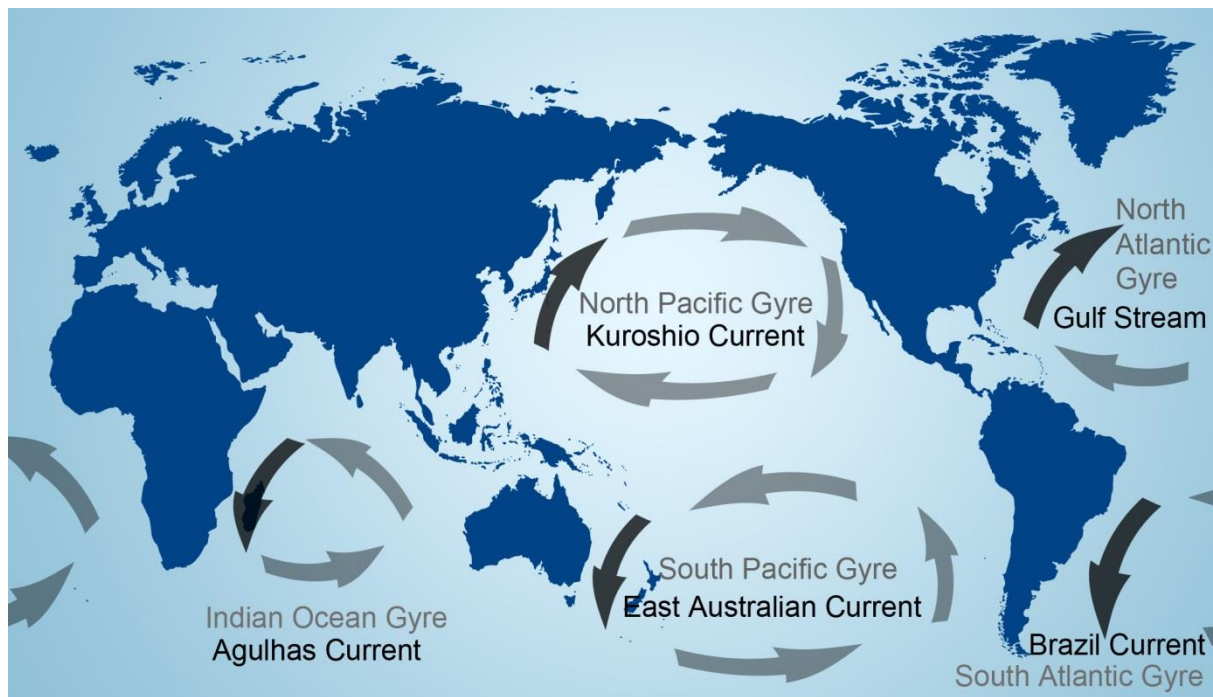 North
Atlantic
Gyre
Gulf Stream
North Pacific Gyre
Kuroshio Current
South Pacific Gyre
East Australian Current
Indian Ocean Gyre
Agulhas Current
Brazil Current
South Atlantic Gyre